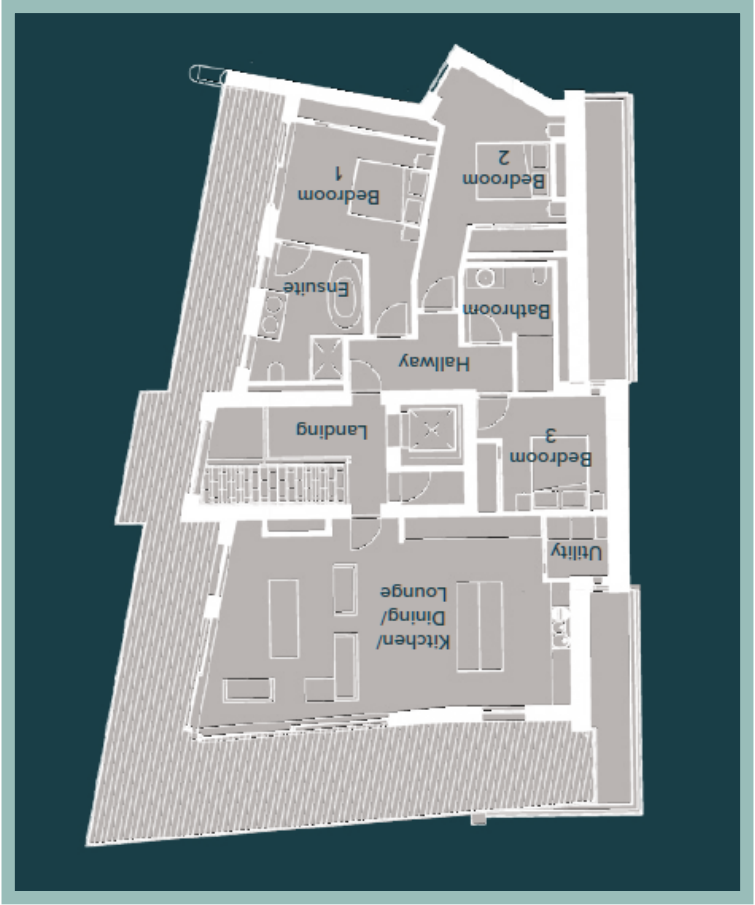 Kitchen/
Dining/
Lounge
Utility
Bedroom
3
Landing
Hallway
Bathroom
Ensuite
Bedroom
1
Bedroom
2